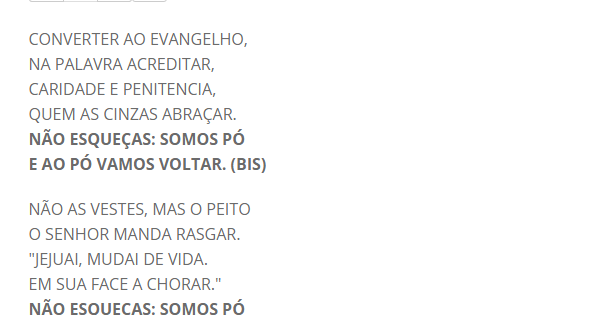 CONVERTER AO EVANGELHO,
NA PALAVRA ACREDITAR,
CARIDADE E PENITENCIA,
QUEM AS CINZAS ABRAÇAR.
NÃO ESQUEÇAS: SOMOS PÓ
E AO PÓ VAMOS VOLTAR. (BIS)
NÃO AS VESTES, MAS O PEITO
O SENHOR MANDA RASGAR.
"JEJUAI, MUDAI DE VIDA.
EM SUA FACE A CHORAR."
NÃO ESQUECAS: SOMOS PÓ